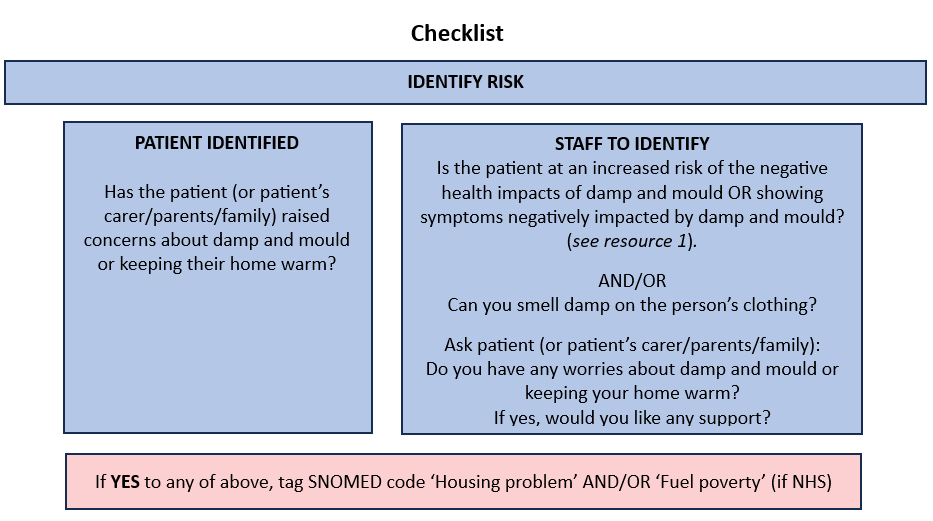 Checklist
IDENTIFY RISK
PATIENT IDENTIFIED
Has the patient (or patient's
carer/parents/family) raised
concerns about damp and mould
or keeping their home warm?
STAFF TO IDENTIFY
Is the patient at an increased risk of the negative
health impacts of damp and mould OR showing
symptoms negatively impacted by damp and mould?
(see resource 1).
AND/OR
Can you smell damp on the person's clothing?
Ask patient (or patient's carer/parents/family):
Do you have any worries about damp and mould or
keeping your home warm?
If yes, would you like any support?
If YES to any of above, tag SNOMED code 'Housing problem' AND/OR 'Fuel poverty' (if NHS)